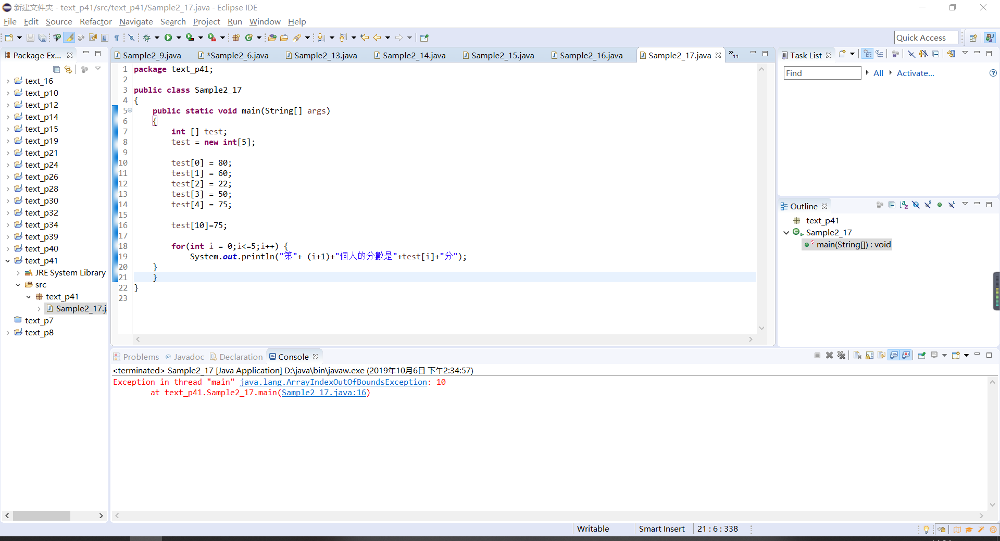 新建文件夹 - text_p41/src/text_p41/Sample2_17.java - Eclipse IDE
File Edit Source Refactor Navigate Search Project Run Window Help
Quick Access
Package Ex...
text_16
text_p10
text_p12
text_p14
text_p15
text_p19
text_p21
text_p24
text_p26
text_p28
text_p30
text_p32
text_p34
text_p39
text_p40
text_p41
JRE System Library
src
text_p41
Sample2_17.j
text_p7
text_p8
Sample2_9.java *Sample2_6.java Sample2_13.java Sample2_14.java Sample2_15.java Sample2_16.java Sample2_17.java »11
1 package text_p41;
2
3 public class Sample2_17
4 {
5 public static void main(String[] args)
6 {
7 int [] test;
8 test = new int[5];
9
10 test[0] = 80;
11 test[1] = 60;
12 test[2] = 22;
13 test[3] = 50;
14 test[4] = 75;
15
16 test[10]=75;
17
18 for(int i = 0;i<=5;i++) {
19 System.out.println("第"+ (i+1)+"個人的分數是"+test[i]+"分");
20 }
21 }
22 }
23
Task List
Find All Activate...
Outline
text_p41
Sample2_17
main(String[]) : void
Problems @ Javadoc Declaration Console
<terminated> Sample2_17 [Java Application] D:\java\bin\javaw.exe (2019年10月6日 下午2:34:57)
Exception in thread "main" java.lang.ArrayIndexOutOfBoundsException: 10
at text_p41.Sample2_17.main(Sample2_17.java:16)
Writable Smart Insert 21 : 6 : 338